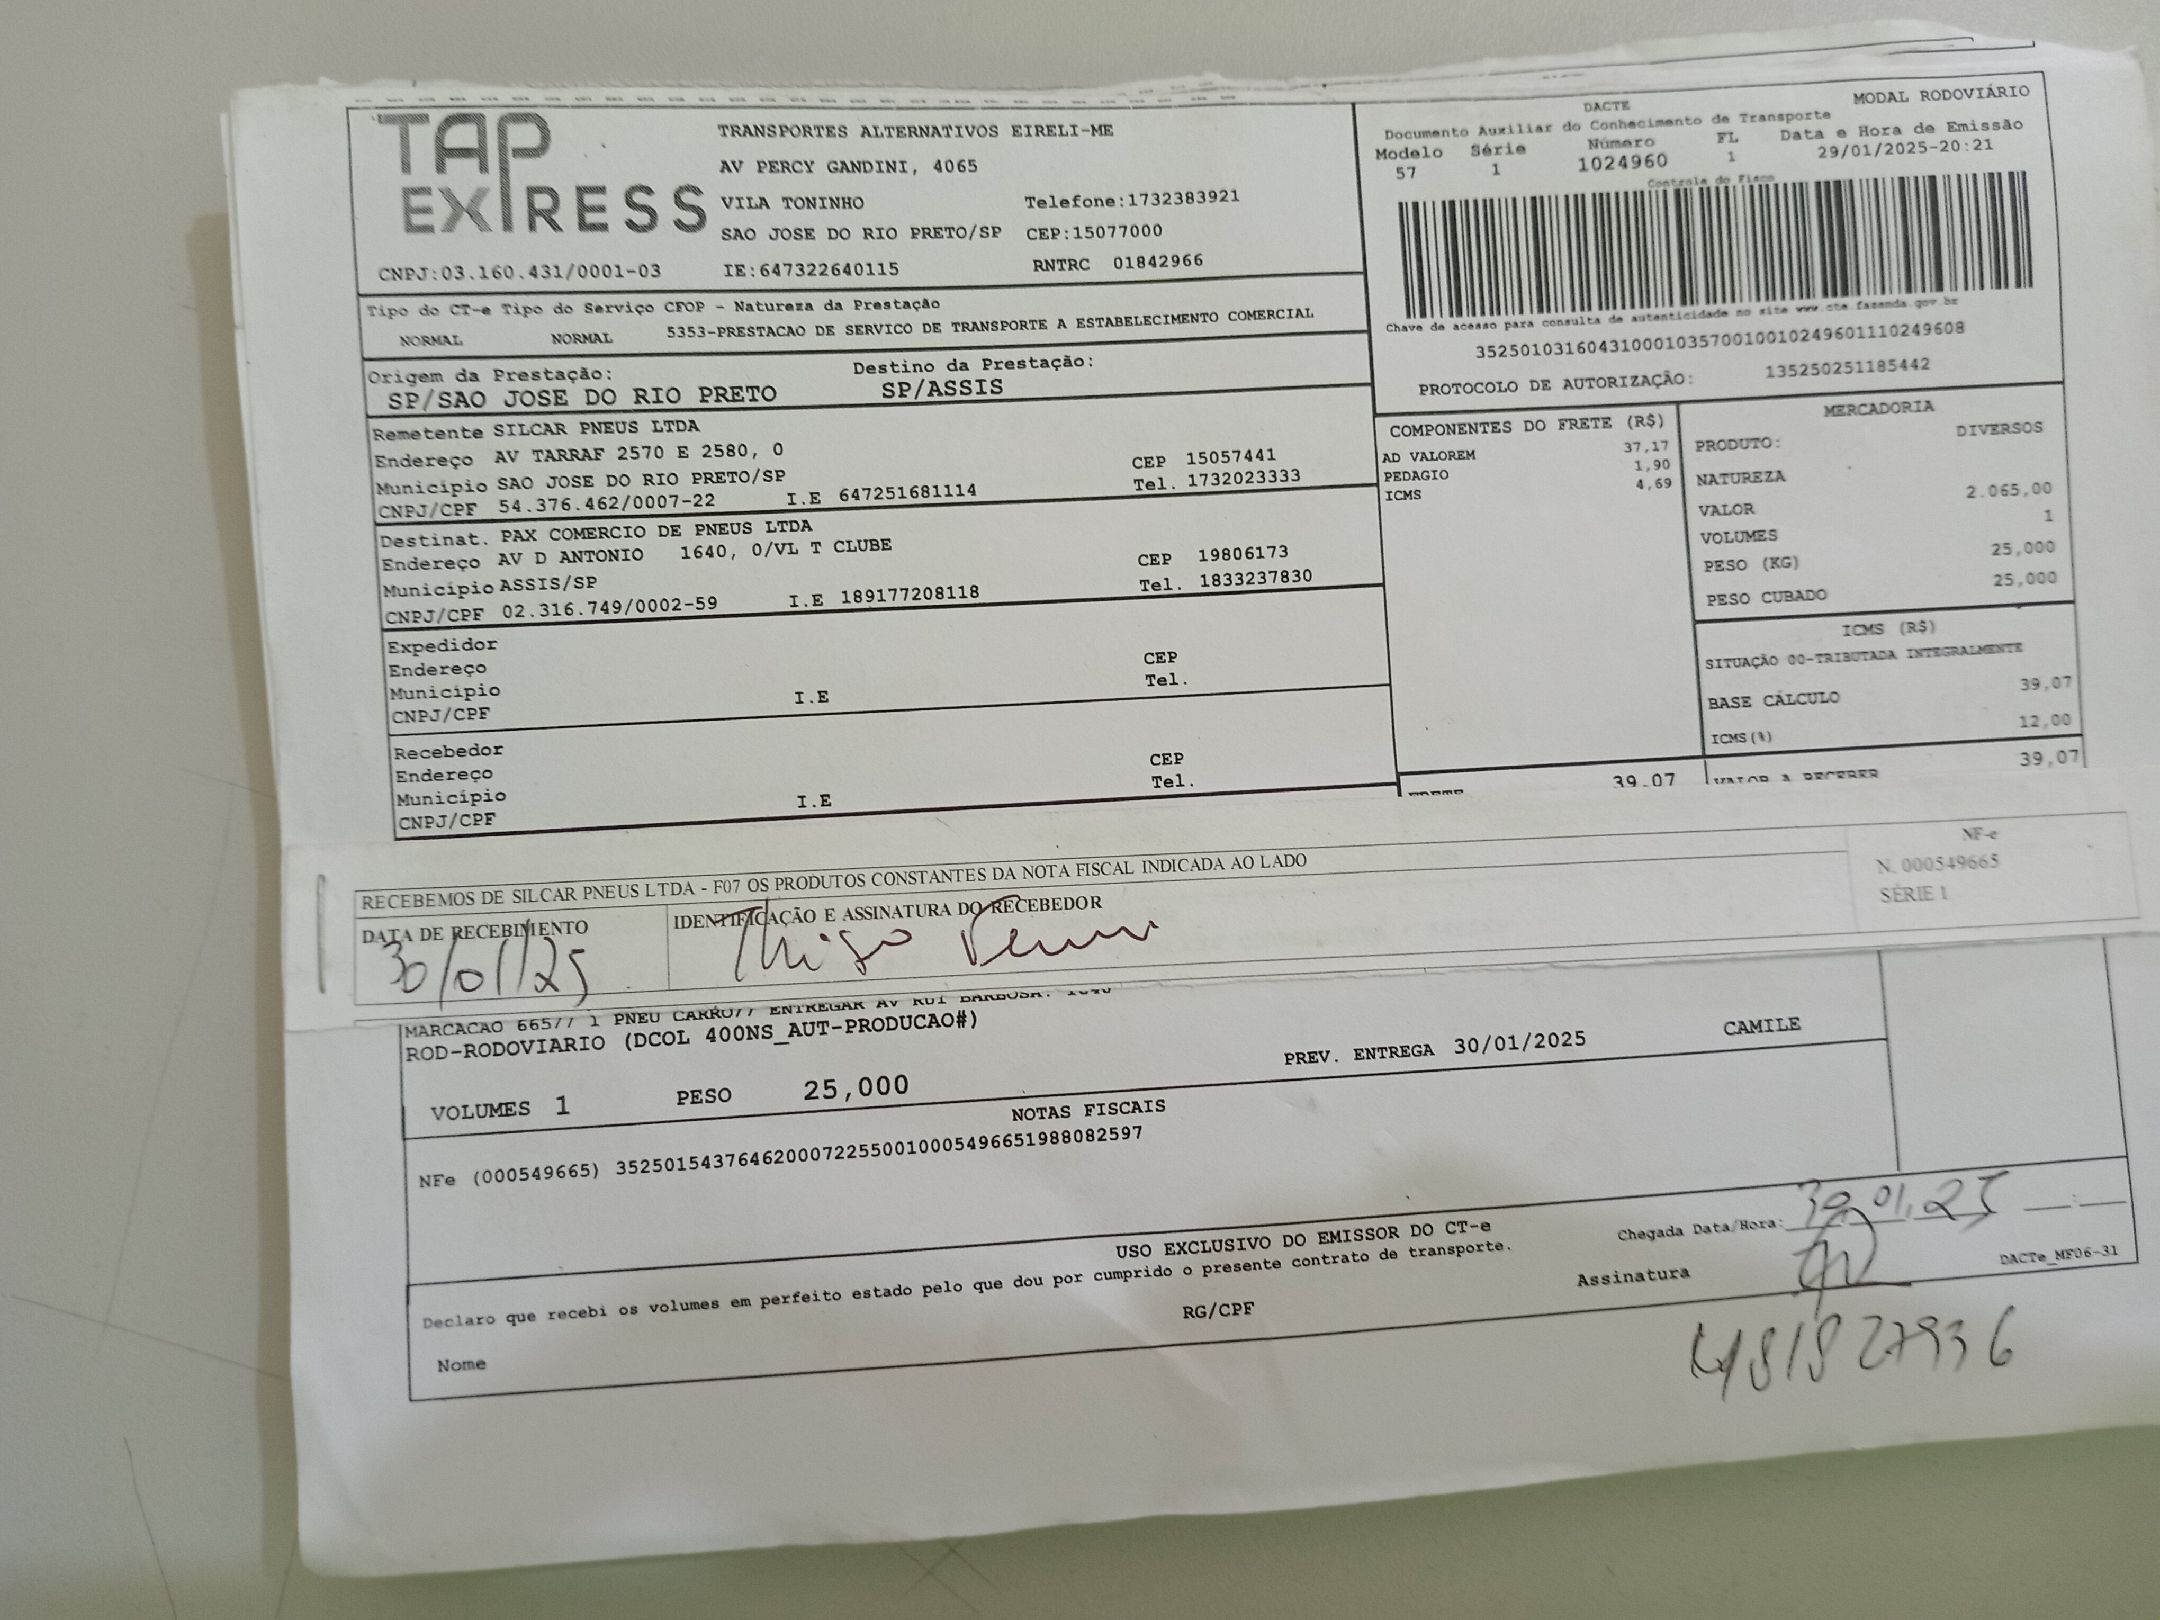 TAP EXPRESS
TRANSPORTES ALTERNATIVOS EIRELI-ME
AV PERCY GANDINI, 4065
VILA TONINHO Telefone:1732383921
SAO JOSE DO RIO PRETO/SP CEP:15077000
CNPJ:03.160.431/0001-03 IE:647322640115 RNTRC 01842966
DACTE MODAL RODOVIÁRIO
Documento Auxiliar do Conhecimento de Transporte
Modelo Série Número FL Data e Hora de Emissão
57 1 1024960 1 29/01/2025-20:21
Controle do Fisco
Chave de acesso para consulta de autenticidade no site www.cte.fazenda.gov.br
35250103160431000103570010010249601110249608
PROTOCOLO DE AUTORIZAÇÃO: 135250251185442
Tipo do CT-e Tipo do Serviço CFOP - Natureza da Prestação
NORMAL NORMAL 5353-PRESTACAO DE SERVICO DE TRANSPORTE A ESTABELECIMENTO COMERCIAL
Origem da Prestação: Destino da Prestação:
SP/SAO JOSE DO RIO PRETO SP/ASSIS
Remetente SILCAR PNEUS LTDA
Endereço AV TARRAF 2570 E 2580, 0 CEP 15057441
Município SAO JOSE DO RIO PRETO/SP Tel. 1732023333
CNPJ/CPF 54.376.462/0007-22 I.E 647251681114
Destinat. PAX COMERCIO DE PNEUS LTDA
Endereço AV D ANTONIO 1640, 0/VL T CLUBE CEP 19806173
Município ASSIS/SP Tel. 1833237830
CNPJ/CPF 02.316.749/0002-59 I.E 189177208118
Expedidor
Endereço CEP
Município I.E Tel.
CNPJ/CPF
Recebedor
Endereço CEP
Município I.E Tel.
CNPJ/CPF
COMPONENTES DO FRETE (R$)
AD VALOREM 37,17
PEDAGIO 1,90
ICMS 4,69
MERCADORIA
PRODUTO: DIVERSOS
NATUREZA
VALOR 2.065,00
VOLUMES 1
PESO (KG) 25,000
PESO CUBADO 25,000
ICMS (R$)
SITUAÇÃO 00-TRIBUTADA INTEGRALMENTE
BASE CÁLCULO 39,07
ICMS(%) 12,00
39,07 VALOR A RECEBER 39,07
RECEBEMOS DE SILCAR PNEUS LTDA - F07 OS PRODUTOS CONSTANTES DA NOTA FISCAL INDICADA AO LADO
NF-e
N. 000549665
SÉRIE 1
DATA DE RECEBIMENTO IDENTIFICAÇÃO E ASSINATURA DO RECEBEDOR
30/01/25 Thiago
MARCACAO 665// 1 PNEU CARRO// ENTREGAR AV RUI BARBOSA.
ROD-RODOVIARIO (DCOL 400NS_AUT-PRODUCAO#)
PREV. ENTREGA 30/01/2025 CAMILE
VOLUMES 1 PESO 25,000
NOTAS FISCAIS
NFe (000549665) 35250154376462000722550010005496651988082597
USO EXCLUSIVO DO EMISSOR DO CT-e
Declaro que recebi os volumes em perfeito estado pelo que dou por cumprido o presente contrato de transporte.
Chegada Data/Hora: 30.01.25
Nome RG/CPF Assinatura
DACTe_MF06-31